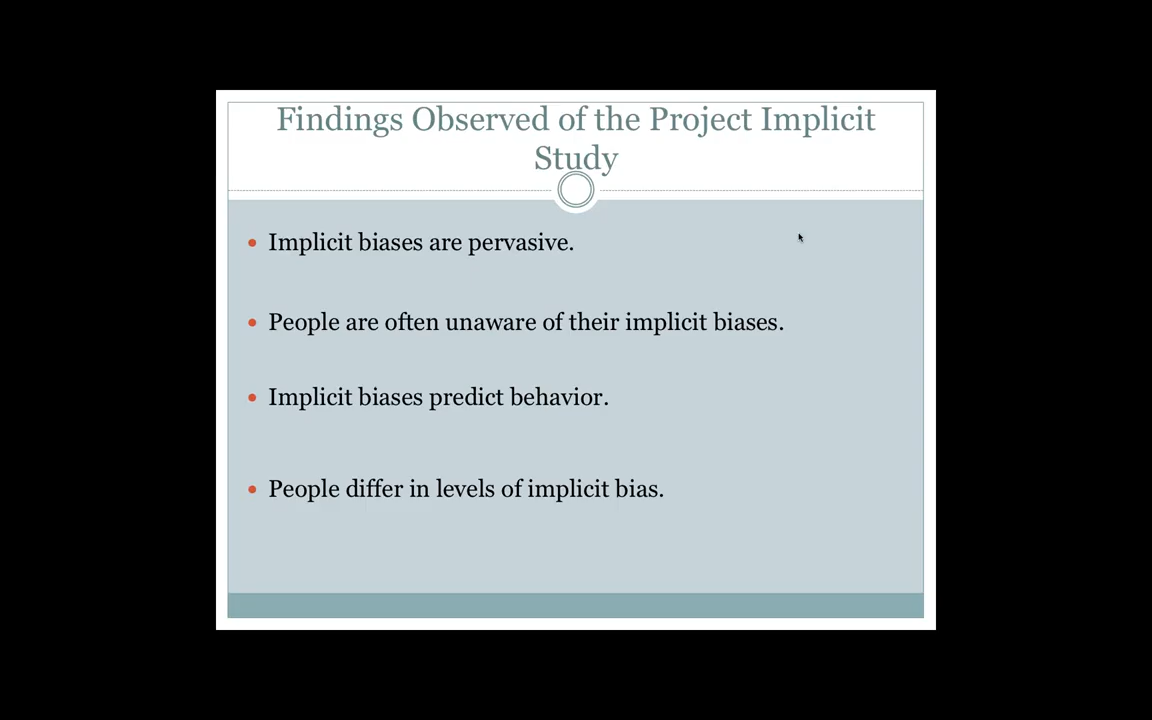 Findings Observed of the Project Implicit
Study
Implicit biases are pervasive.
People are often unaware of their implicit biases.
Implicit biases predict behavior.
People differ in levels of implicit bias.